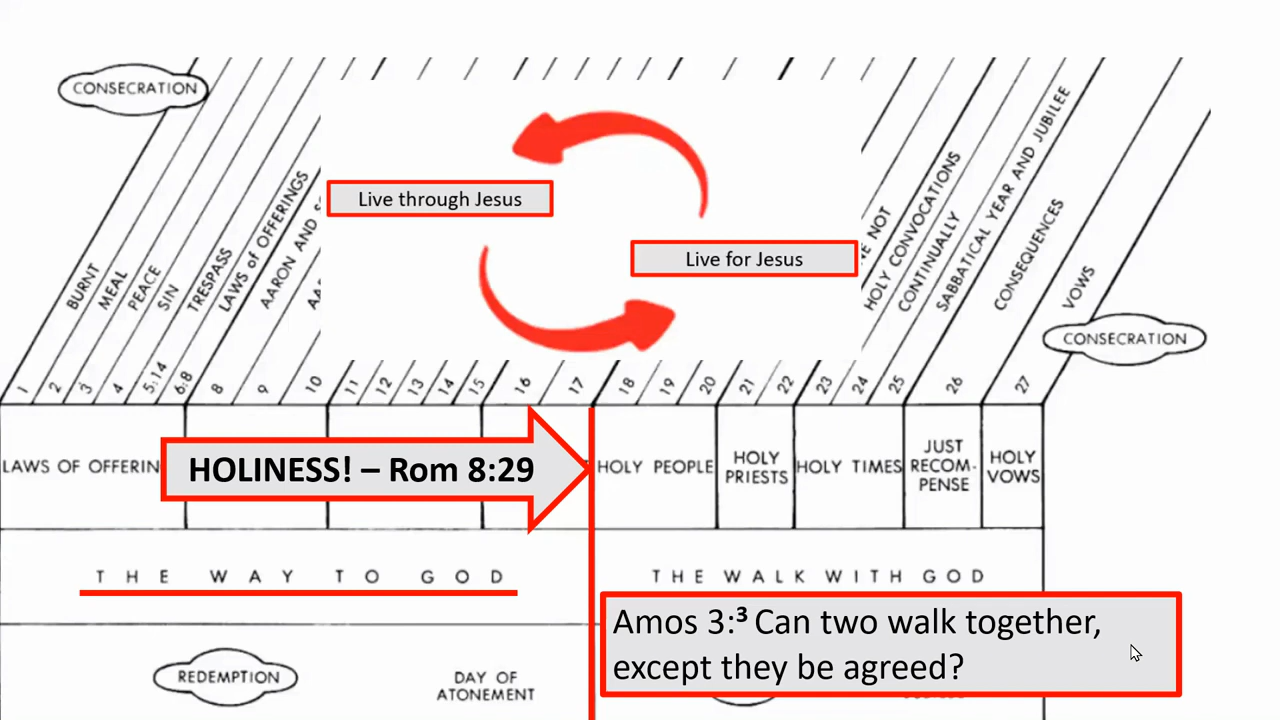 CONSECRATION
Live through Jesus
Live for Jesus
BURNT
MEAL
PEACE
SIN
TRESPASS
LAWS of OFFERINGS
AARON AND
NOT
HOLY CONVOCATIONS
CONTINUALLY
SABBATICAL YEAR AND JUBILEE
CONSEQUENCES
VOWS
CONSECRATION
1 2 3 4 5:14 6:8 8 9 10 11 12 13 14 15 16 17 18 19 20 21 22 23 24 25 26 27
LAWS OF OFFERIN
HOLINESS! – Rom 8:29
HOLY PEOPLE
HOLY
PRIESTS
HOLY TIMES
JUST
RECOM-
PENSE
HOLY
VOWS
THE WAY TO GOD
THE WALK WITH GOD
Amos 3:³ Can two walk together,
except they be agreed?
REDEMPTION
DAY OF
ATONEMENT